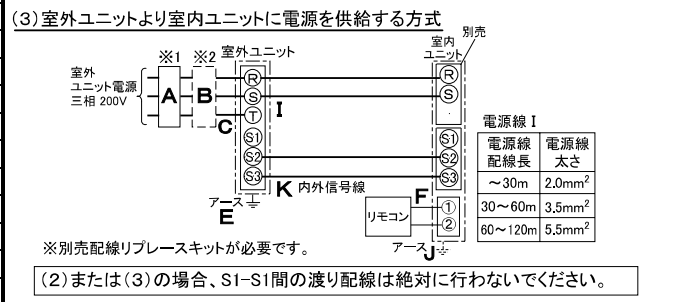 (3)室外ユニットより室内ユニットに電源を供給する方式
別売
※1 ※2 室外ユニット 室内ユニット
室外
ユニット電源
三相 200V
A
B
C
R
S
T
S1
S2
S3
I
K 内外信号線
アース
E
R
S
S1
S2
S3
F
リモコン
①
②
アース J
電源線 I
電源線配線長 電源線太さ
～30m 2.0mm²
30～60m 3.5mm²
60～120m 5.5mm²
※別売配線リプレースキットが必要です。
(2)または(3)の場合、S1-S1間の渡り配線は絶対に行わないでください。